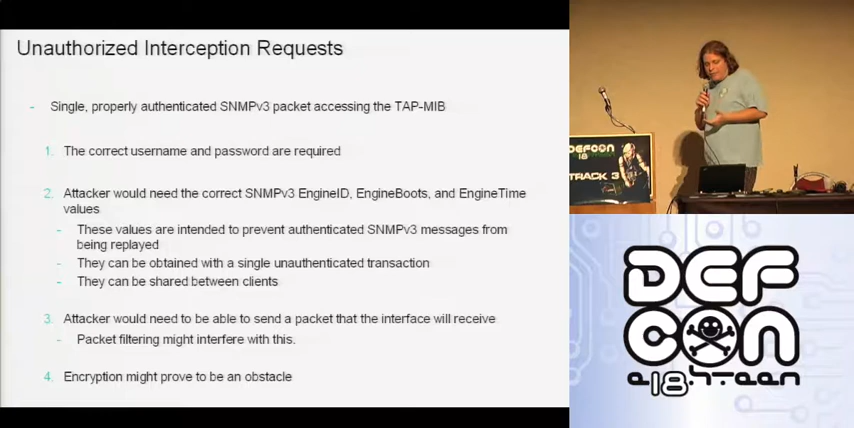 Unauthorized Interception Requests
- Single, properly authenticated SNMPv3 packet accessing the TAP-MIB
1. The correct username and password are required
2. Attacker would need the correct SNMPv3 EngineID, EngineBoots, and EngineTime
values
- These values are intended to prevent authenticated SNMPv3 messages from
being replayed
- They can be obtained with a single unauthenticated transaction
- They can be shared between clients
3. Attacker would need to be able to send a packet that the interface will receive
- Packet filtering might interfere with this.
4. Encryption might prove to be an obstacle
DEFCON
18
TRACK 3
DEF
CON
e.18.h-teen